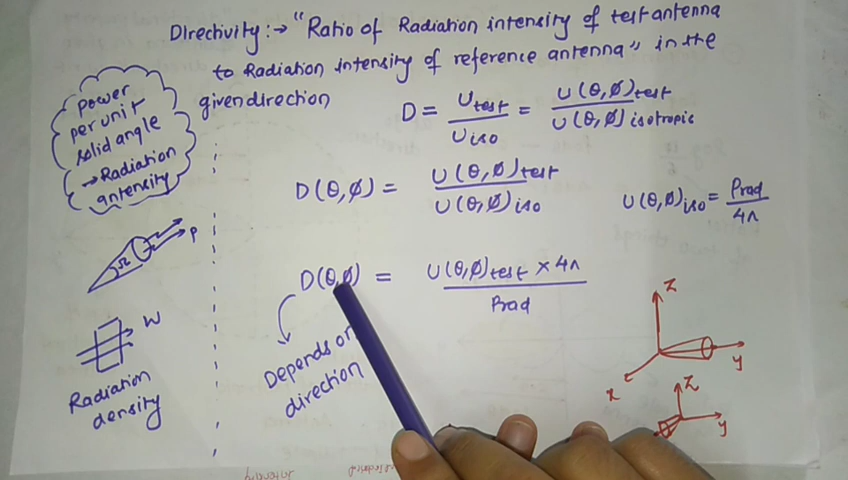 Directivity:→ "Ratio of Radiation intensity of test antenna
to Radiation intensity of reference antenna" in the
given direction
D = Utest / Uiso = U(θ,ϕ)test / U(θ,ϕ)isotropic
power
per unit
solid angle
→ Radiation
antensity
D(θ,ϕ) = U(θ,ϕ)test / U(θ,ϕ)iso
U(θ,ϕ)iso = Prad / 4π
Ω P
D(θ,ϕ) = U(θ,ϕ)test × 4π / Prad
Depends on
direction
W
Radiation
density
Z
X
y
Z
y